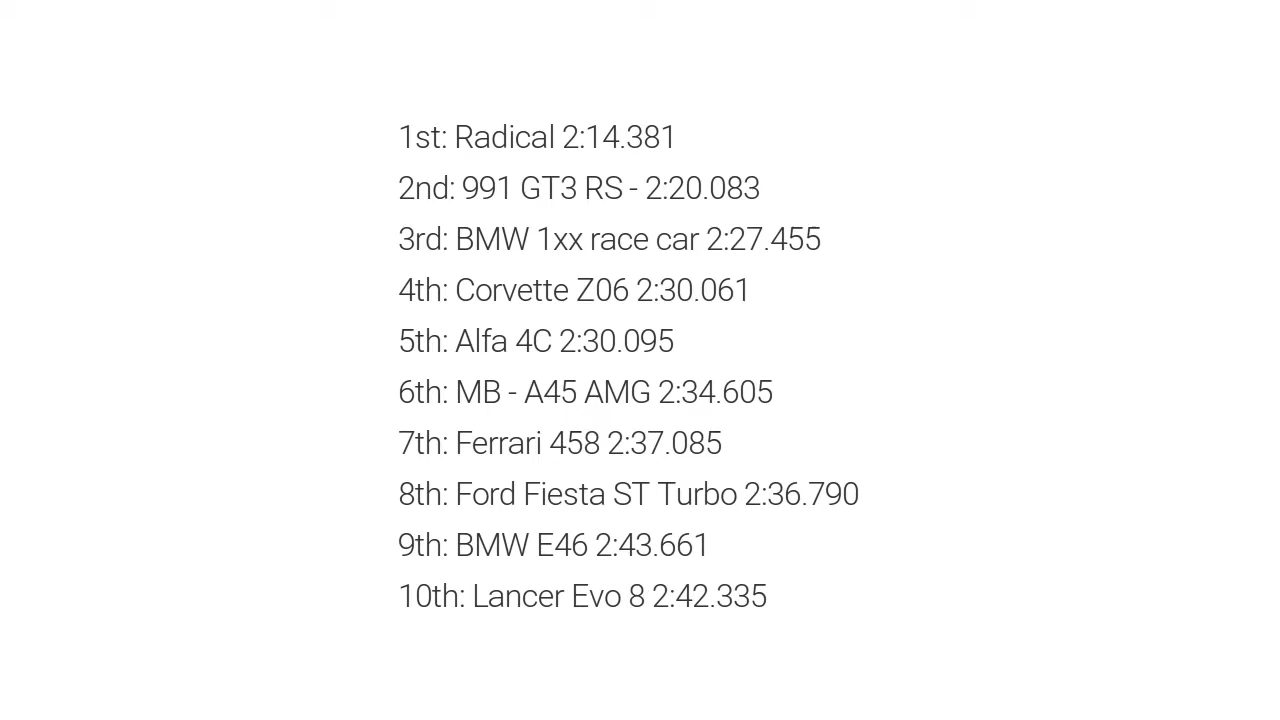 1st: Radical 2:14.381
2nd: 991 GT3 RS - 2:20.083
3rd: BMW 1xx race car 2:27.455
4th: Corvette Z06 2:30.061
5th: Alfa 4C 2:30.095
6th: MB - A45 AMG 2:34.605
7th: Ferrari 458 2:37.085
8th: Ford Fiesta ST Turbo 2:36.790
9th: BMW E46 2:43.661
10th: Lancer Evo 8 2:42.335